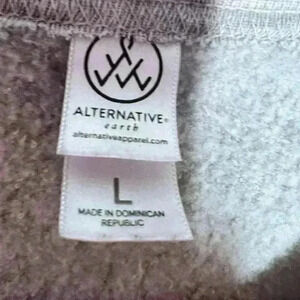 ALTERNATIVE®
earth
alternativeapparel.com
L
MADE IN DOMINICAN
REPUBLIC